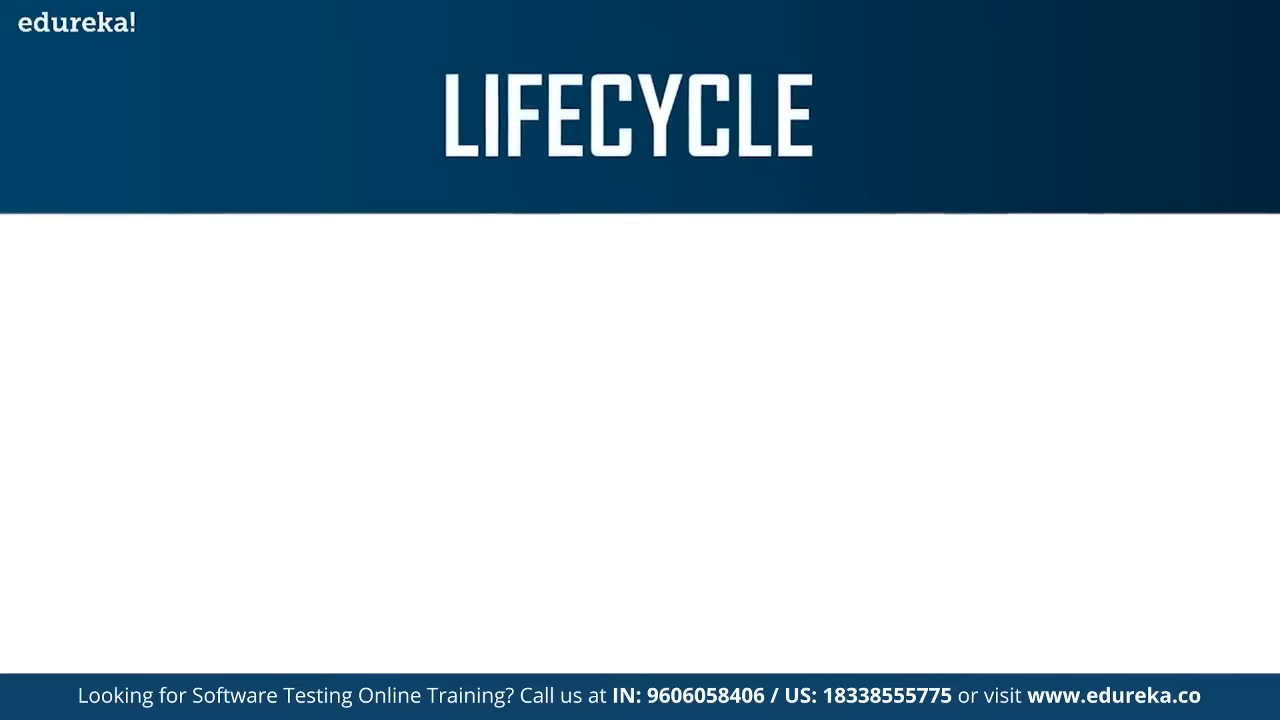 edureka!
LIFECYCLE
Looking for Software Testing Online Training? Call us at IN: 9606058406 / US: 18338555775 or visit www.edureka.co